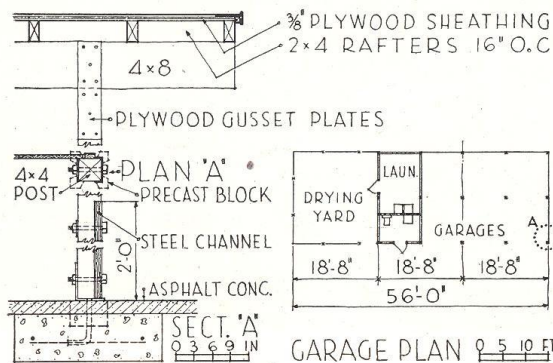 3/8" PLYWOOD SHEATHING
2×4 RAFTERS 16" O.C
4×8
PLYWOOD GUSSET PLATES
PLAN "A"
4×4
POST
PRECAST BLOCK
STEEL CHANNEL
2'-0"
ASPHALT CONC.
SECT. "A"
0 3 6 9 IN
LAUN.
DRYING
YARD
GARAGES
A
18'-8" 18'-8" 18'-8"
56'-0"
GARAGE PLAN 0 5 10 F